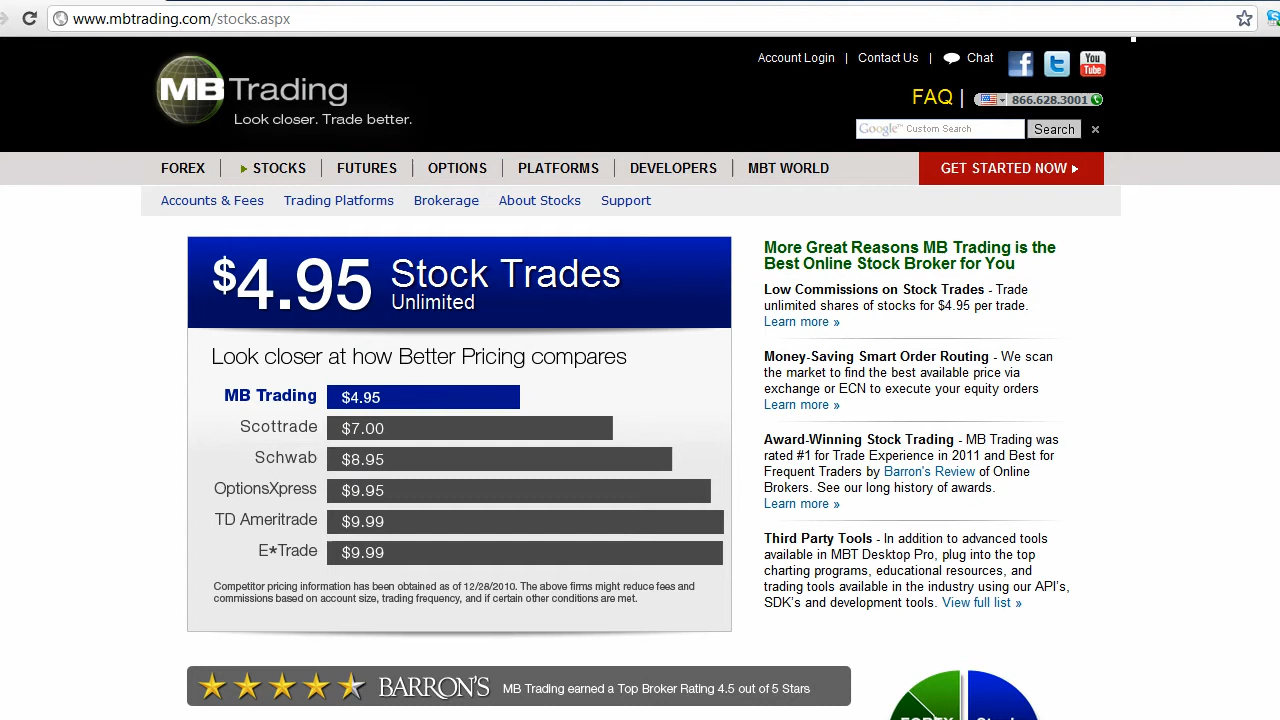 www.mbtrading.com/stocks.aspx
Account Login | Contact Us | Chat
You
Tube
MB Trading
Look closer. Trade better.
FAQ | 866.628.3001
Google™ Custom Search
Search
FOREX | STOCKS | FUTURES | OPTIONS | PLATFORMS | DEVELOPERS | MBT WORLD
GET STARTED NOW
Accounts & Fees Trading Platforms Brokerage About Stocks Support
$4.95 Stock Trades
Unlimited
Look closer at how Better Pricing compares
MB Trading $4.95
Scottrade $7.00
Schwab $8.95
OptionsXpress $9.95
TD Ameritrade $9.99
E*Trade $9.99
Competitor pricing information has been obtained as of 12/28/2010. The above firms might reduce fees and
commissions based on account size, trading frequency, and if certain other conditions are met.
More Great Reasons MB Trading is the
Best Online Stock Broker for You
Low Commissions on Stock Trades - Trade
unlimited shares of stocks for $4.95 per trade.
Learn more »
Money-Saving Smart Order Routing - We scan
the market to find the best available price via
exchange or ECN to execute your equity orders
Learn more »
Award-Winning Stock Trading - MB Trading was
rated #1 for Trade Experience in 2011 and Best for
Frequent Traders by Barron's Review of Online
Brokers. See our long history of awards.
Learn more »
Third Party Tools - In addition to advanced tools
available in MBT Desktop Pro, plug into the top
charting programs, educational resources, and
trading tools available in the industry using our API's,
SDK's and development tools. View full list »
BARRON'S MB Trading earned a Top Broker Rating 4.5 out of 5 Stars